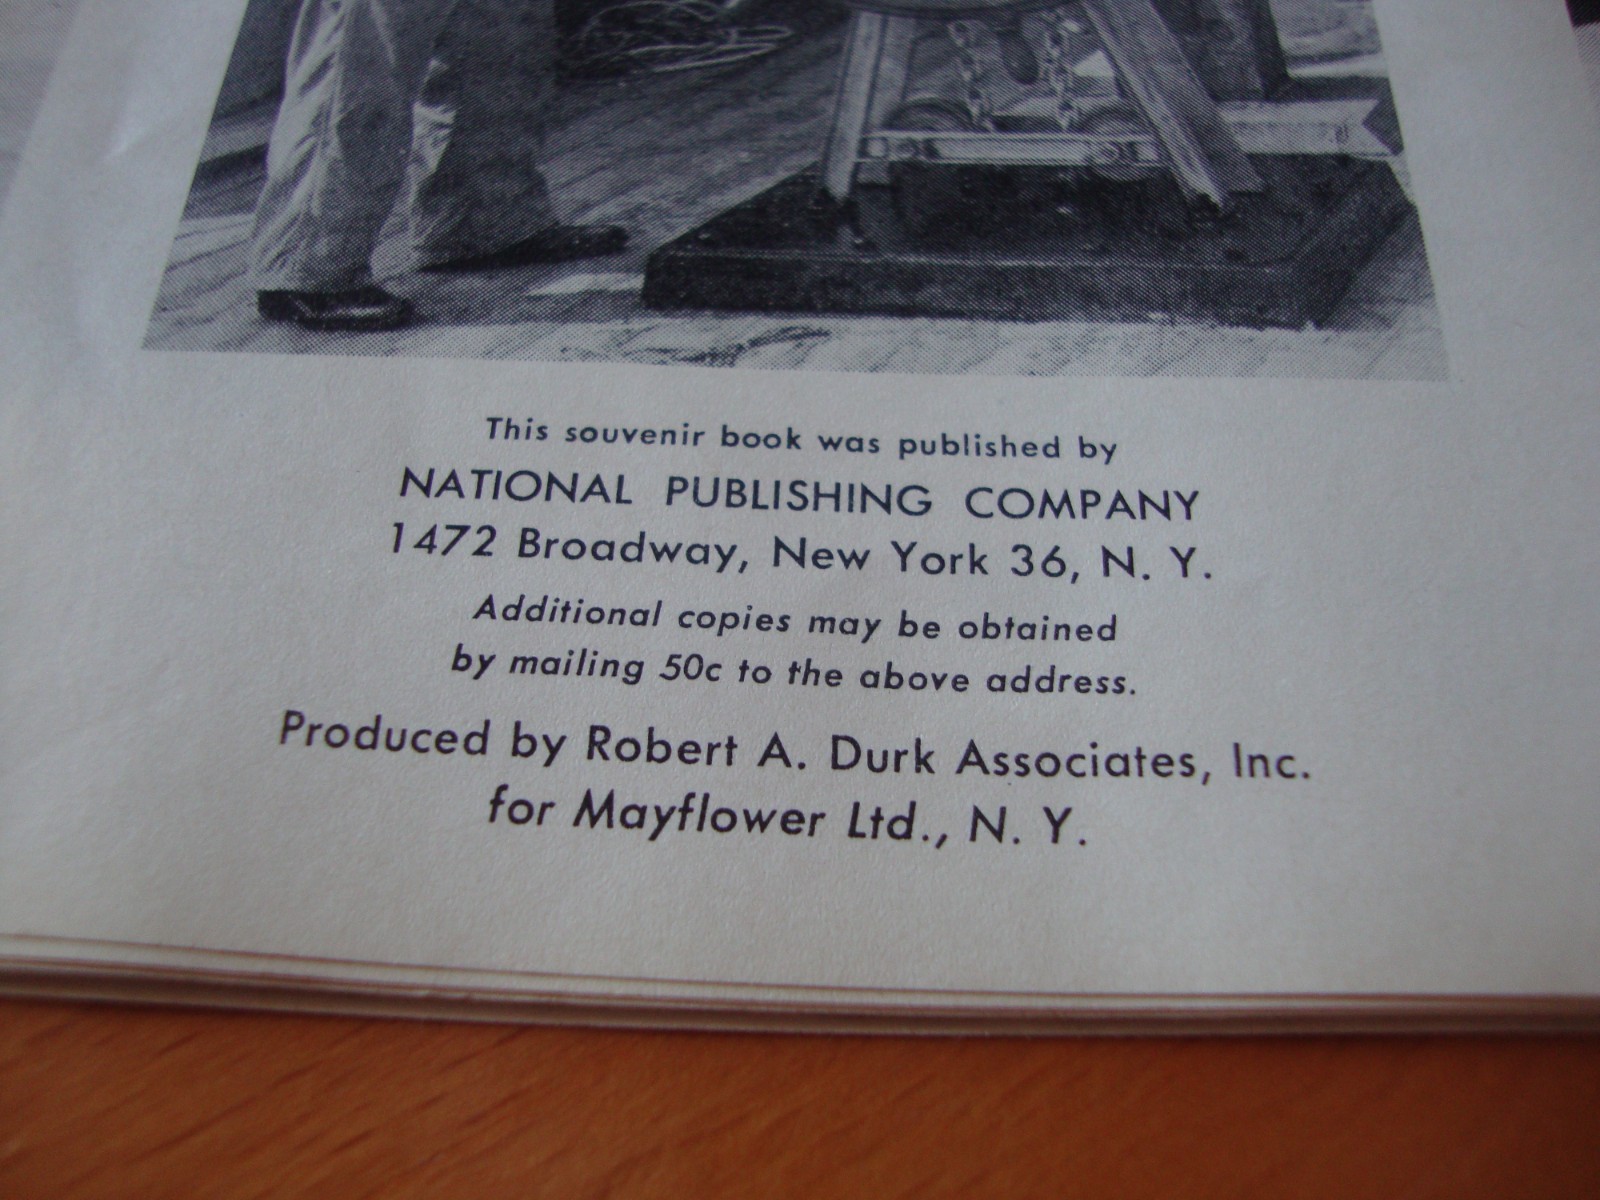 This souvenir book was published by
NATIONAL PUBLISHING COMPANY
1472 Broadway, New York 36, N. Y.
Additional copies may be obtained
by mailing 50c to the above address.
Produced by Robert A. Durk Associates, Inc.
for Mayflower Ltd., N. Y.